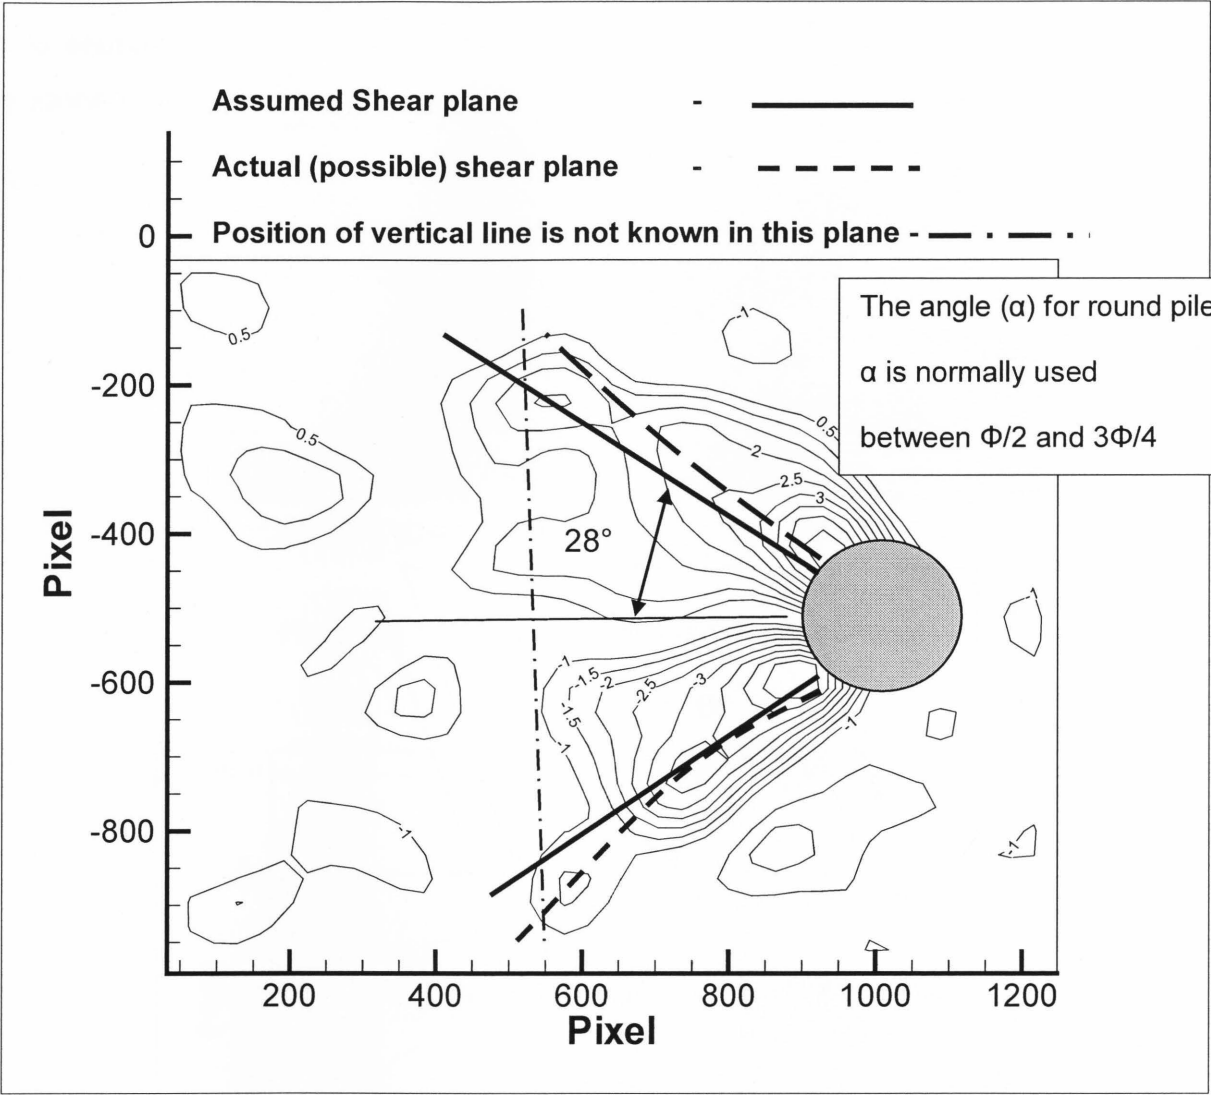 Assumed Shear plane -
Actual (possible) shear plane -
Position of vertical line is not known in this plane -
The angle (α) for round pile
α is normally used
between Φ/2 and 3Φ/4
0
-200
-400
-600
-800
Pixel
0.5
-1
0.5
0.5
2
2.5
3
28°
-1
-1
-1.5
-2
-2.5
-3
-1.5
-1
-1
-1
-1
200 400 600 800 1000 1200
Pixel